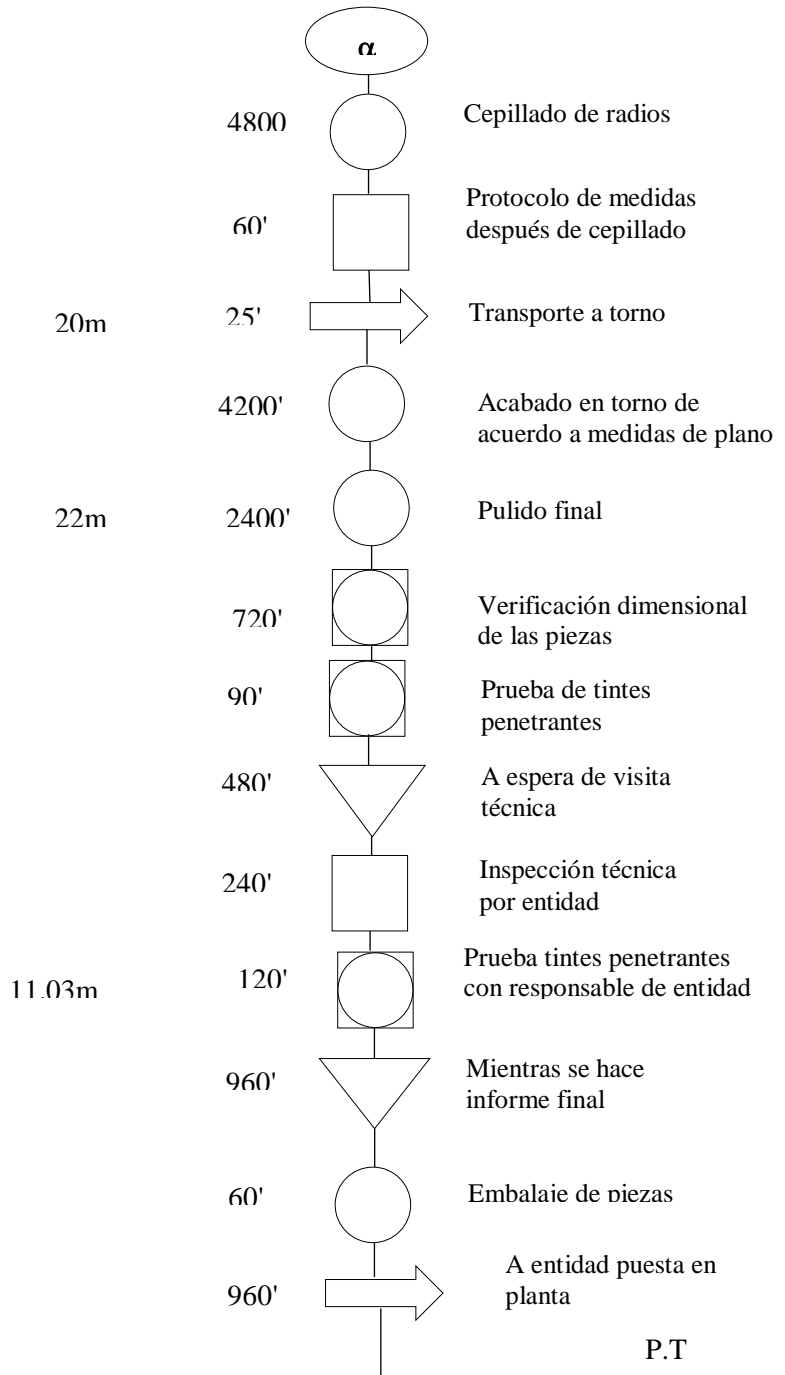 α
4800
Cepillado de radios
60'
Protocolo de medidas
después de cepillado
20m
25'
Transporte a torno
4200'
Acabado en torno de
acuerdo a medidas de plano
22m
2400'
Pulido final
720'
Verificación dimensional
de las piezas
90'
Prueba de tintes
penetrantes
480'
A espera de visita
técnica
240'
Inspección técnica
por entidad
11.03m
120'
Prueba tintes penetrantes
con responsable de entidad
960'
Mientras se hace
informe final
60'
Embalaje de piezas
960'
A entidad puesta en
planta
P.T